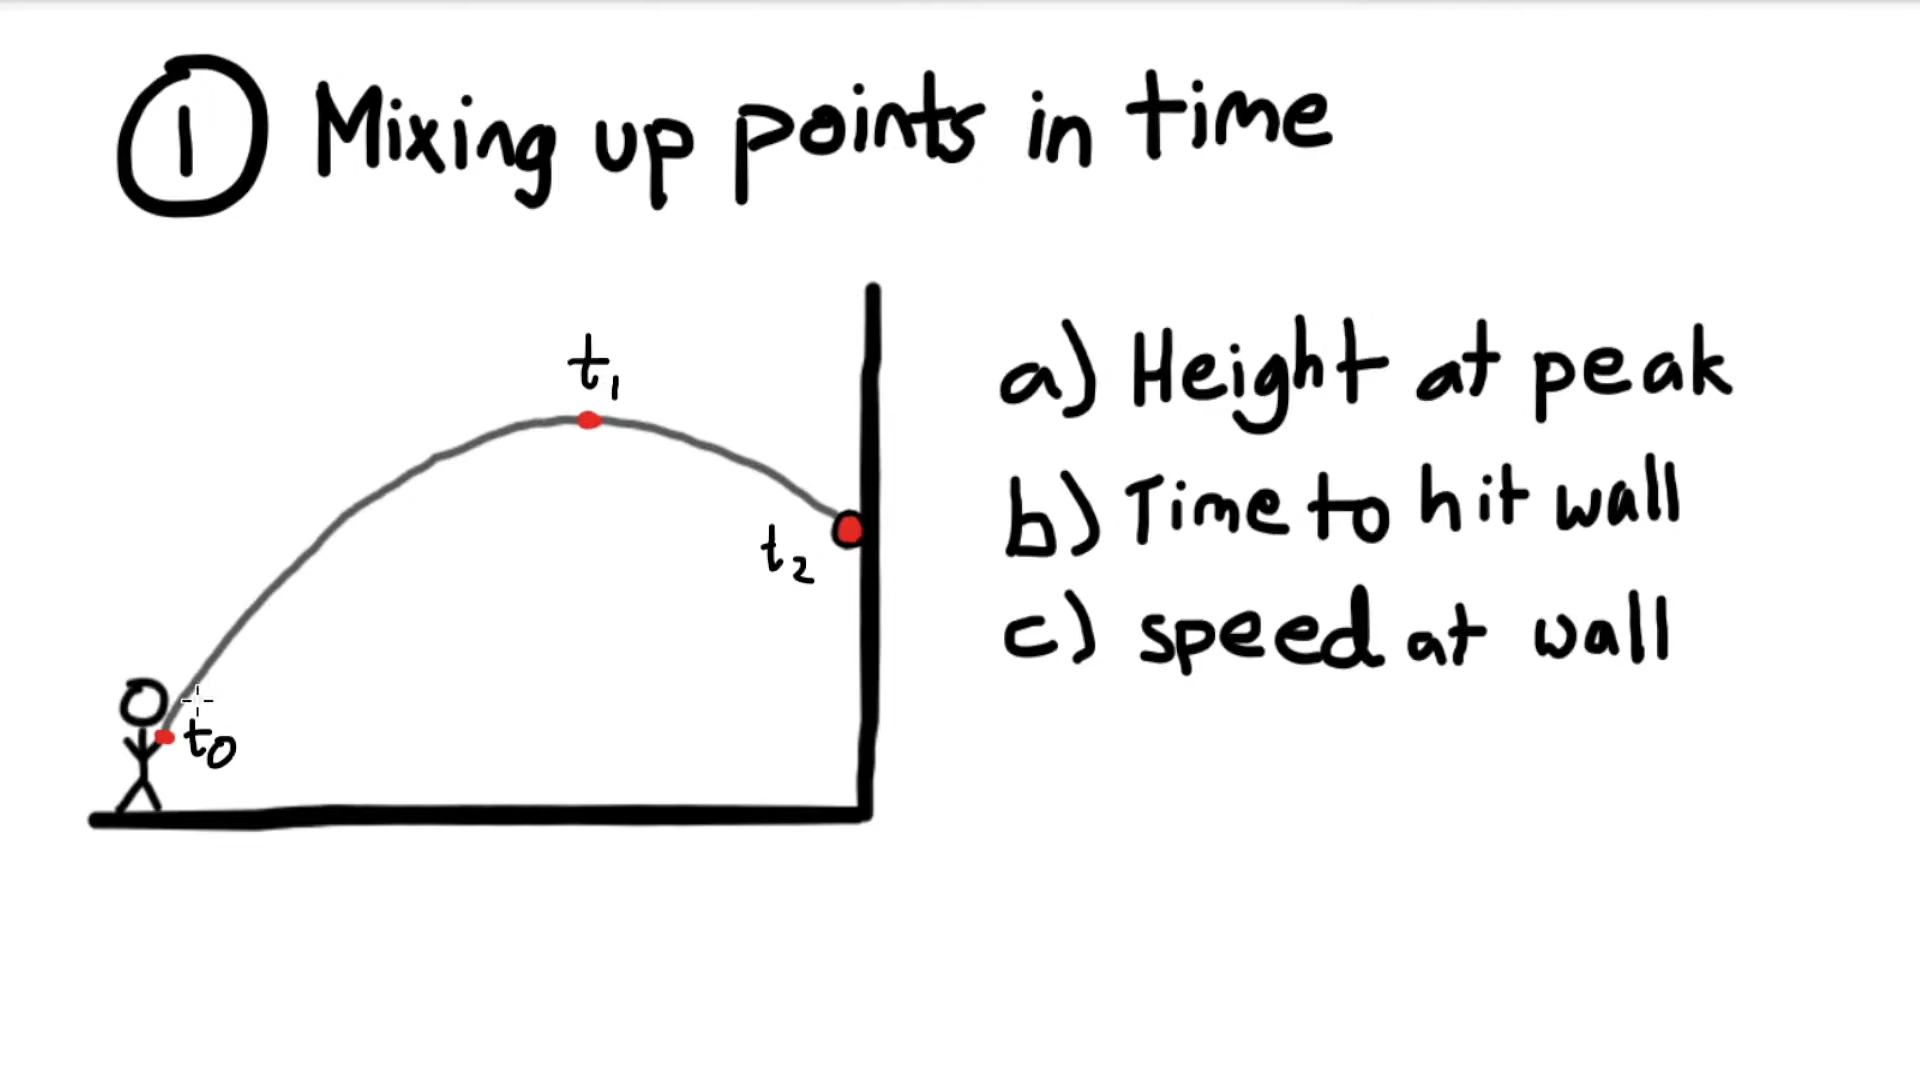 1 Mixing up points in time
t1
t2
t0
a) Height at peak
b) Time to hit wall
c) speed at wall